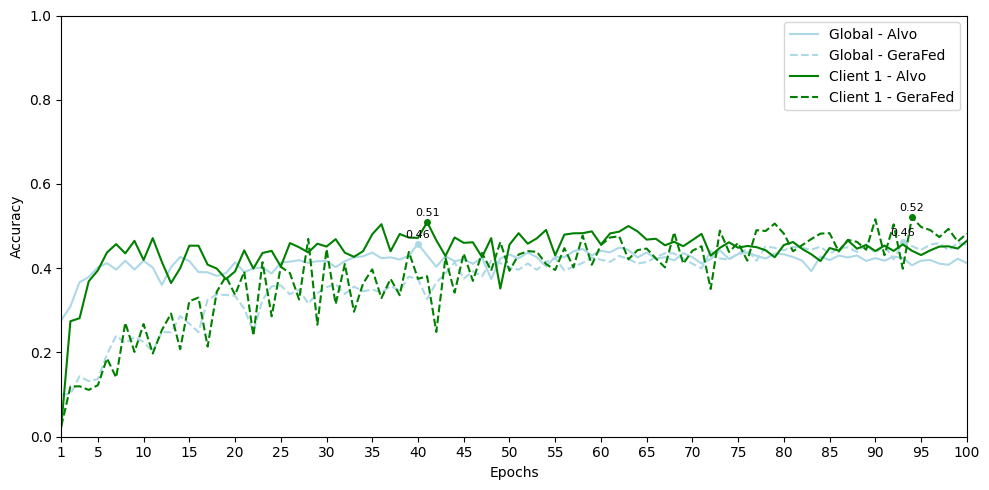 1.0
0.8
0.6
0.4
0.2
0.0
Accuracy
Global - Alvo
Global - GeraFed
Client 1 - Alvo
Client 1 - GeraFed
0.51
0.46
0.52
0.46
1 5 10 15 20 25 30 35 40 45 50 55 60 65 70 75 80 85 90 95 100
Epochs